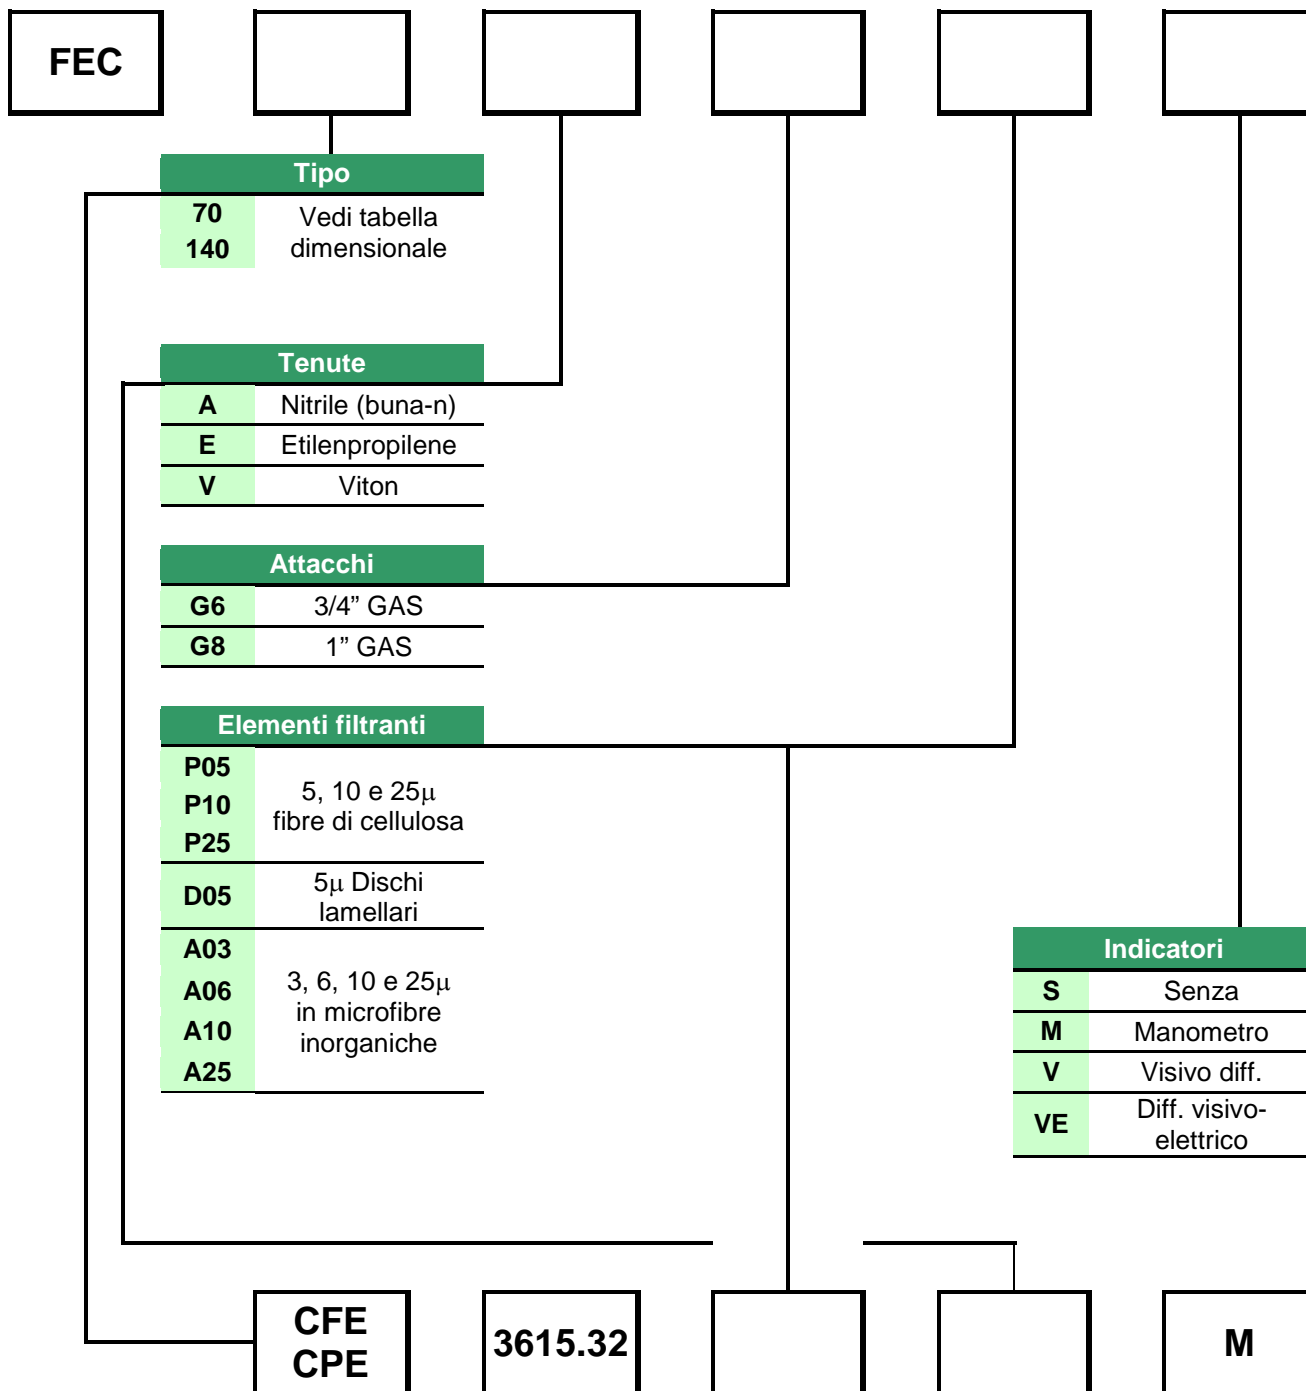 FEC
Tipo
70
Vedi tabella
140
dimensionale
Tenute
A Nitrile (buna-n)
E Etilenpropilene
V Viton
Attacchi
G6 3/4” GAS
G8 1” GAS
Elementi filtranti
P05
P10
P25
5, 10 e 25μ
fibre di cellulosa
D05
5μ Dischi
lamellari
A03
A06
A10
A25
3, 6, 10 e 25μ
in microfibre
inorganiche
Indicatori
S Senza
M Manometro
V Visivo diff.
VE
Diff. visivo-
elettrico
CFE
CPE
3615.32
M